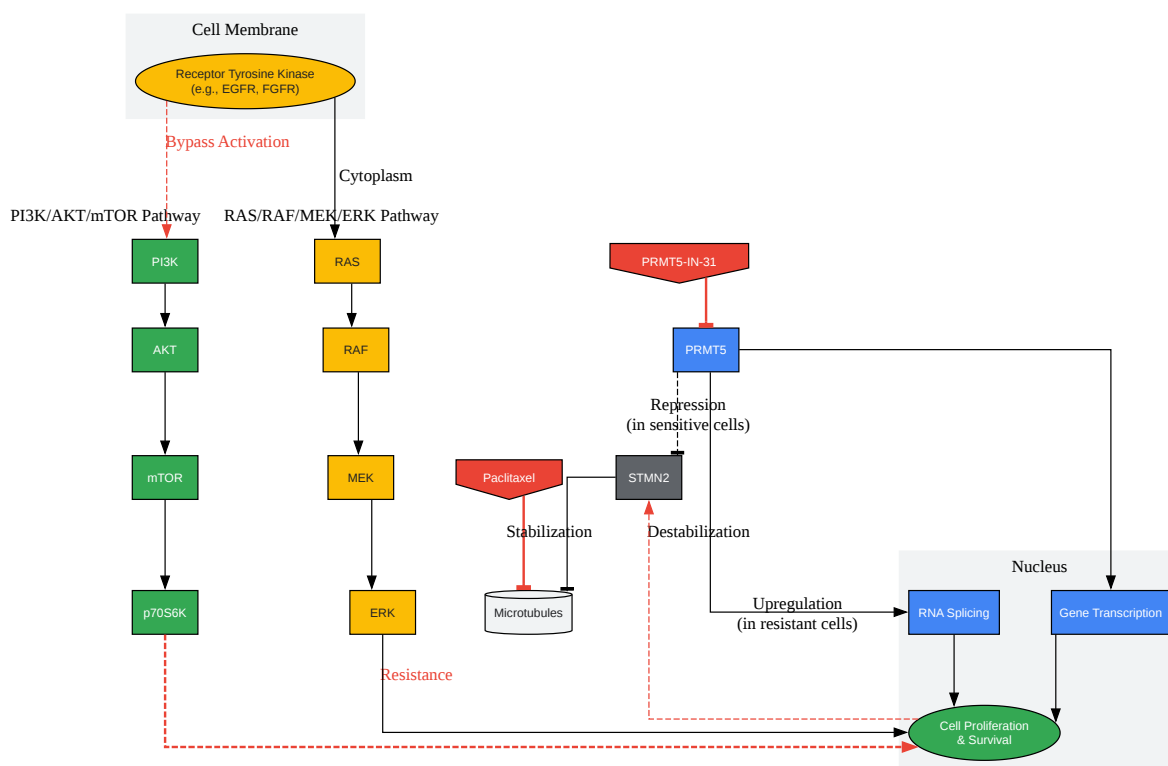 Cell Membrane
Receptor Tyrosine Kinase
(e.g., EGFR, FGFR)
Bypass Activation
Cytoplasm
PI3K/AKT/mTOR Pathway
RAS/RAF/MEK/ERK Pathway
PI3K
RAS
PRMT5-IN-31
AKT
RAF
PRMT5
Repression
(in sensitive cells)
mTOR
MEK
Paclitaxel
STMN2
Stabilization
Destabilization
Nucleus
p70S6K
ERK
Microtubules
Upregulation
(in resistant cells)
RNA Splicing
Gene Transcription
Resistance
Cell Proliferation
& Survival